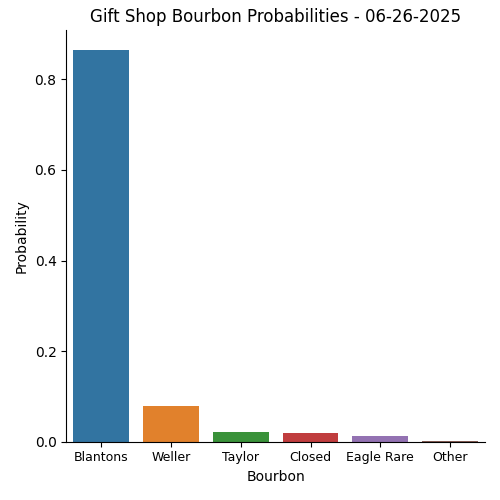 Gift Shop Bourbon Probabilities - 06-26-2025
Probability
0.8
0.6
0.4
0.2
0.0
Blantons Weller Taylor Closed Eagle Rare Other
Bourbon